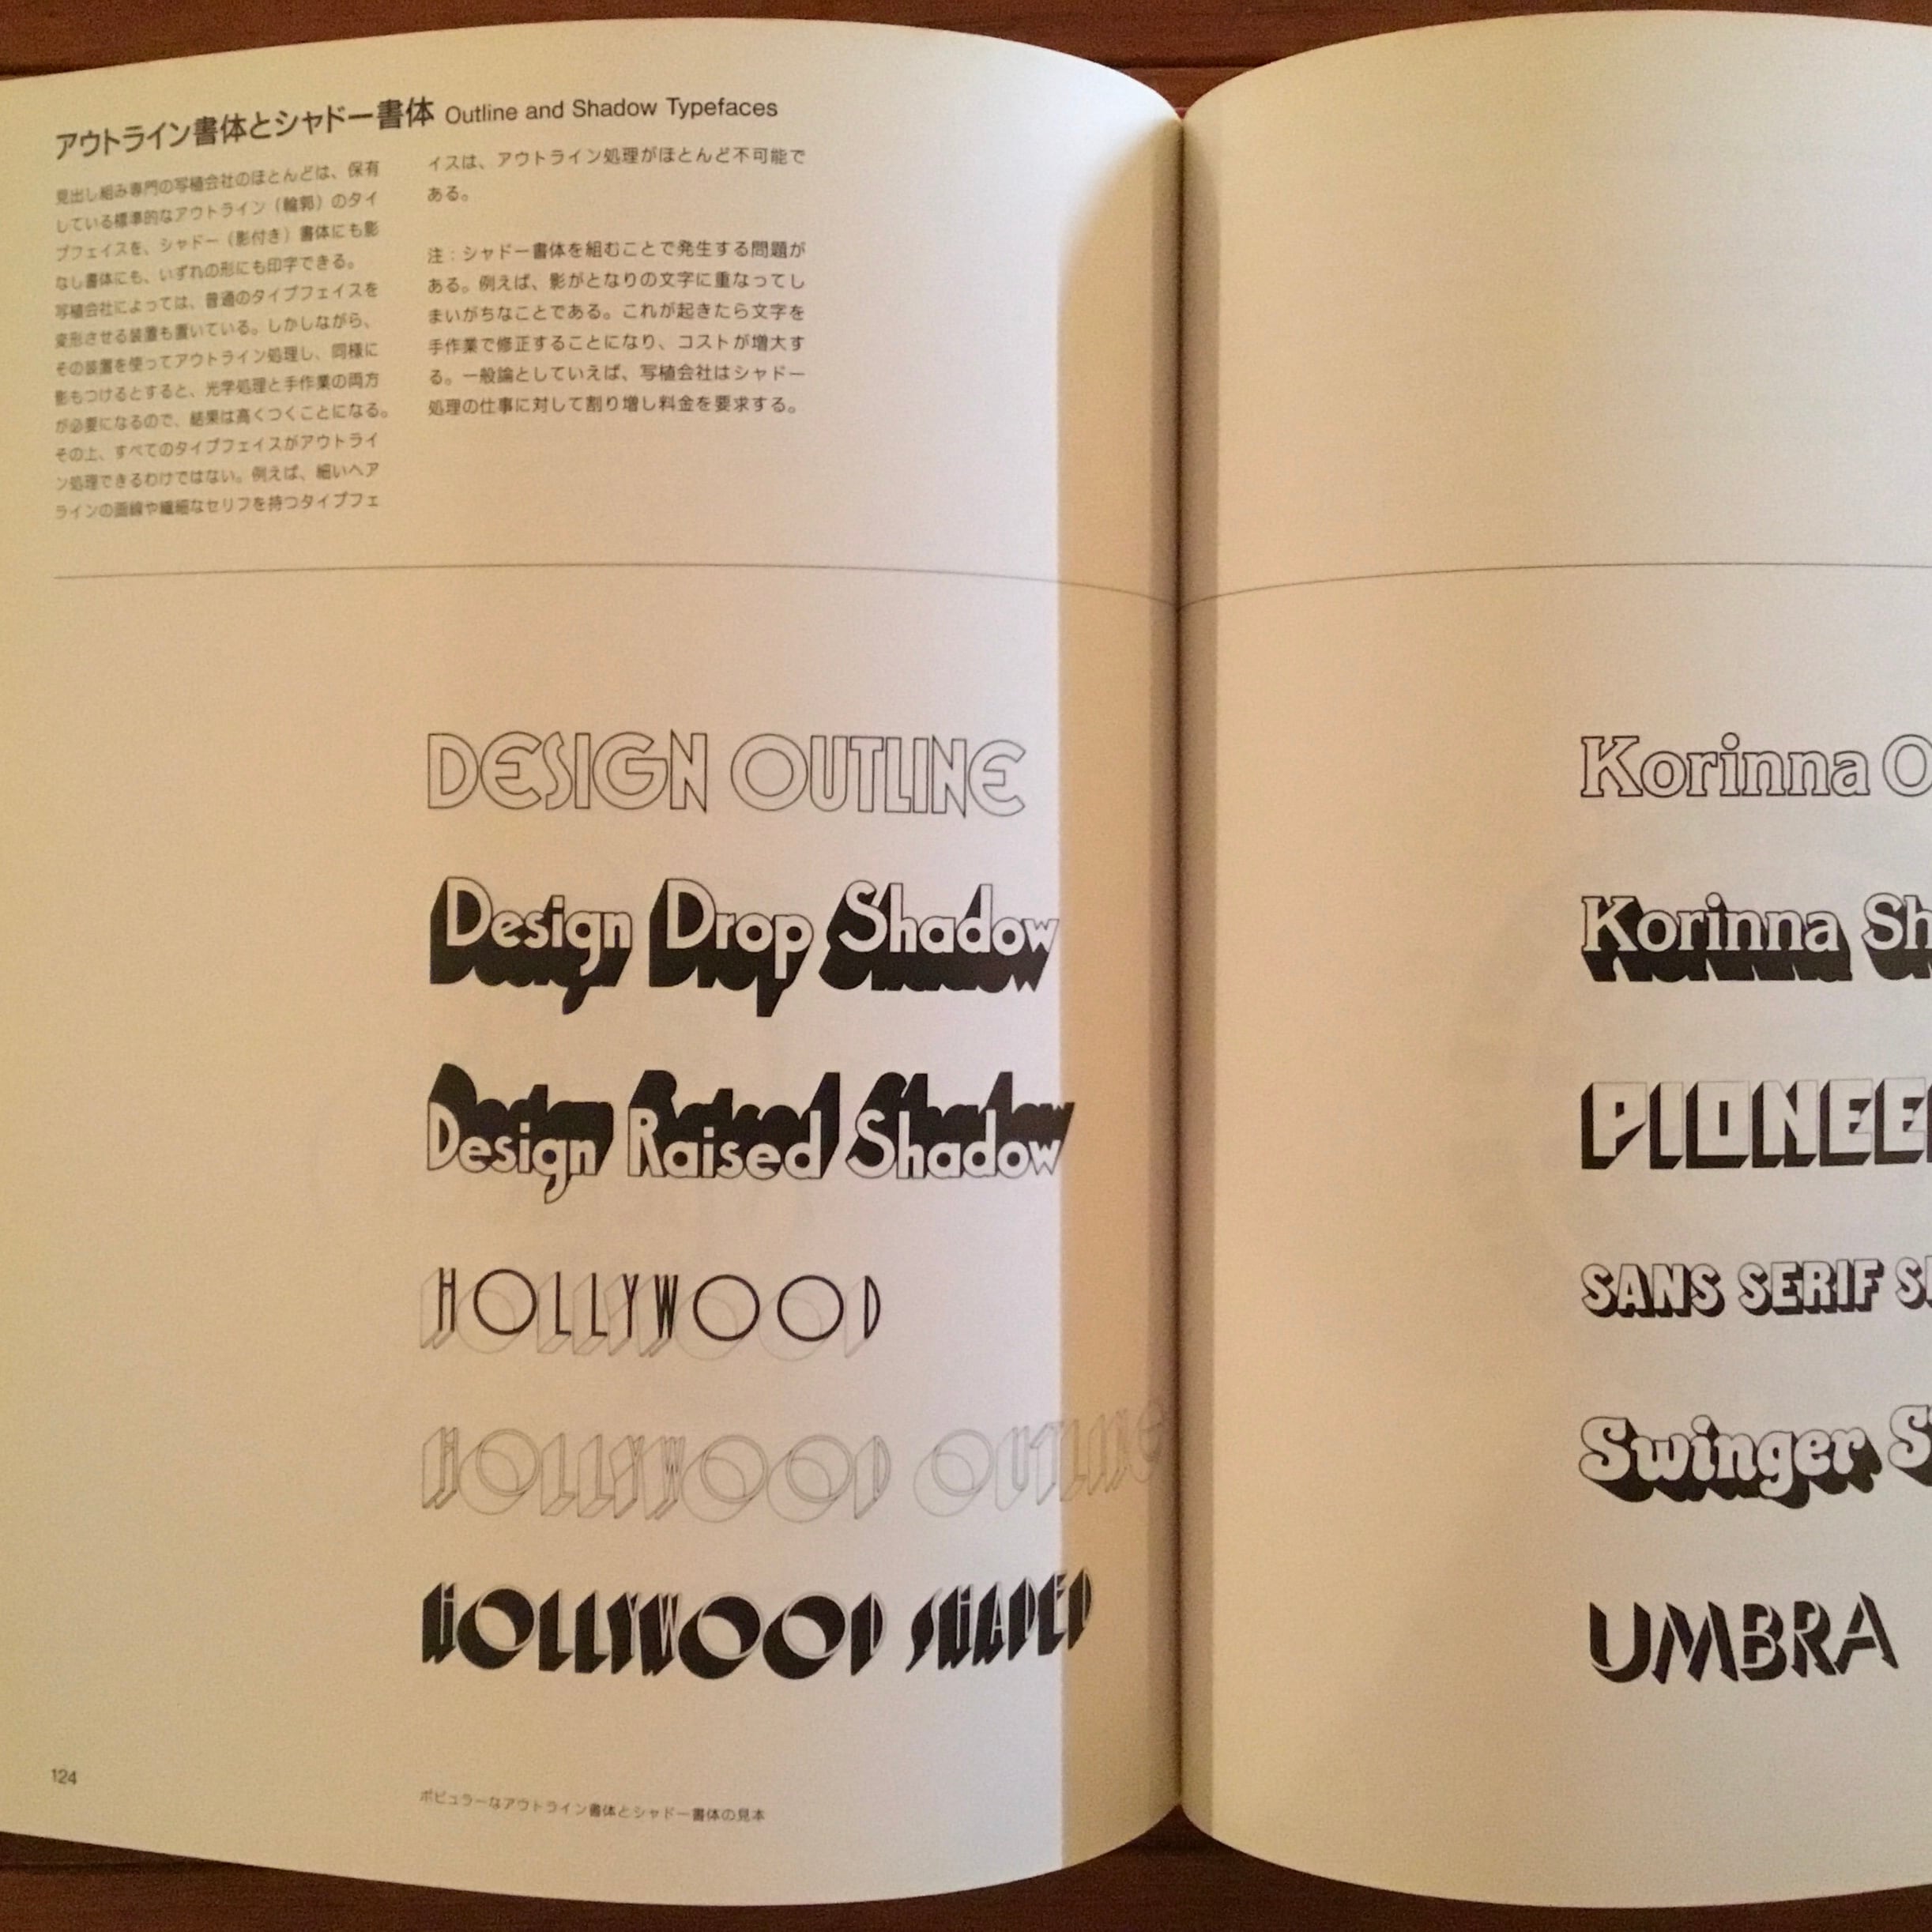 アウトライン書体とシャドー書体 Outline and Shadow Typefaces
見出し組み専門の写植会社のほとんどは、保有
している標準的なアウトライン（輪郭）のタイ
プフェイスを、シャドー（影付き）書体にも影
なし書体にも、いずれの形にも印字できる。
写植会社によっては、普通のタイプフェイスを
変形させる装置も置いている。しかしながら、
その装置を使ってアウトライン処理し、同様に
影もつけるとすると、光学処理と手作業の両方
が必要になるので、結果は高くつくことになる。
その上、すべてのタイプフェイスがアウトライ
ン処理できるわけではない。例えば、細いヘア
ラインの画線や繊細なセリフを持つタイプフェ
イスは、アウトライン処理がほとんど不可能で
ある。
注：シャドー書体を組むことで発生する問題が
ある。例えば、影がとなりの文字に重なってし
まいがちなことである。これが起きたら文字を
手作業で修正することになり、コストが増大す
る。一般論としていえば、写植会社はシャドー
処理の仕事に対して割り増し料金を要求する。
DESIGN OUTLINE
Design Drop Shadow
Design Raised Shadow
HOLLYWOOD
HOLLYWOOD OUTLINE
HOLLYWOOD SHADED
124
ポピュラーなアウトライン書体とシャドー書体の見本
Korinna O
Korinna Sh
PIONEE
SANS SERIF S
Swinger S
UMBRA